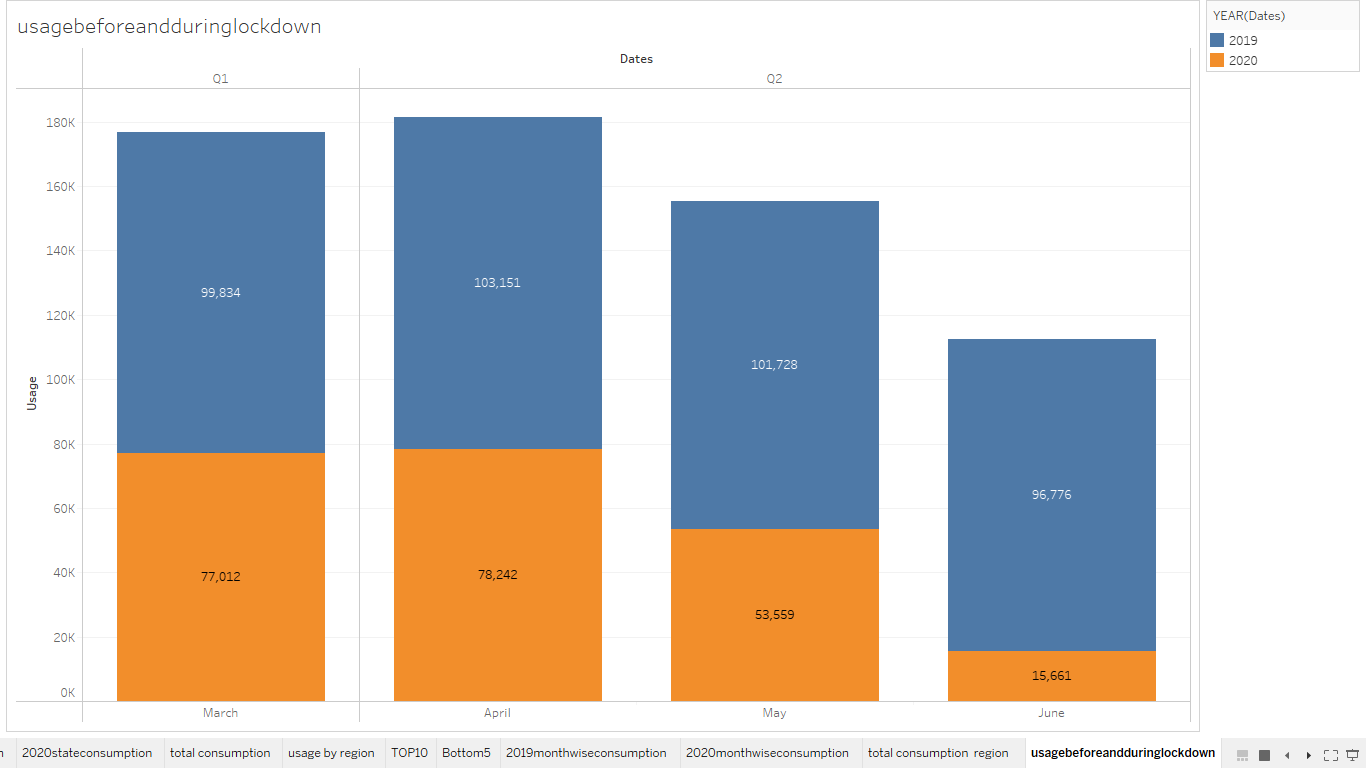 usagebeforeandduringlockdown
YEAR(Dates)
2019
2020
Dates
Q1 Q2
180K
160K
140K
120K
100K
80K
60K
40K
20K
0K
Usage
99,834
103,151
101,728
96,776
77,012
78,242
53,559
15,661
March April May June
2020stateconsumption total consumption usage by region TOP10 Bottom5 2019monthwiseconsumption 2020monthwiseconsumption total consumption region usagebeforeandduringlockdown